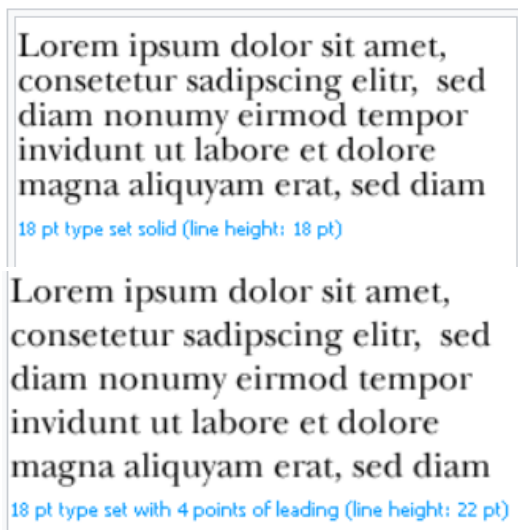 Lorem ipsum dolor sit amet,
consetetur sadipscing elitr,  sed
diam nonumy eirmod tempor
invidunt ut labore et dolore
magna aliquyam erat, sed diam
18 pt type set solid (line height: 18 pt)
Lorem ipsum dolor sit amet,
consetetur sadipscing elitr,  sed
diam nonumy eirmod tempor
invidunt ut labore et dolore
magna aliquyam erat, sed diam
18 pt type set with 4 points of leading (line height: 22 pt)